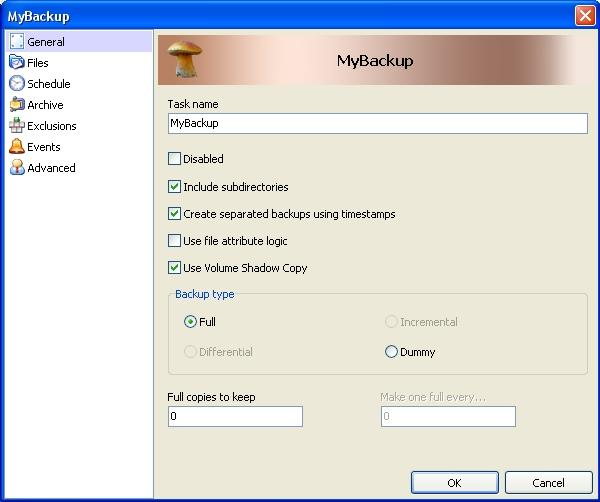 MyBackup
General
Files
Schedule
Archive
Exclusions
Events
Advanced
MyBackup
Task name
MyBackup
Disabled
Include subdirectories
Create separated backups using timestamps
Use file attribute logic
Use Volume Shadow Copy
Backup type
Full
Incremental
Differential
Dummy
Full copies to keep
Make one full every...
0
0
OK
Cancel